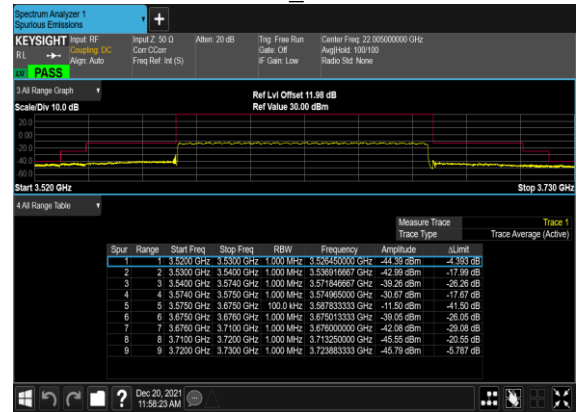 Spectrum Analyzer 1
Spurious Emissions
KEYSIGHT Input: RF Input Z: 50 Ω Atten: 20 dB Trig: Free Run Center Freq: 22.005000000 GHz
RL Coupling: DC Corr CCorr Gate: Off Avg|Hold: 100/100
Align: Auto Freq Ref: Int (S) IF Gain: Low Radio Std: None
PASS
3 All Range Graph
Ref Lvl Offset 11.98 dB
Scale/Div 10.0 dB Ref Value 30.00 dBm
20.0
0.00
-20.0
-40.0
-60.0
Start 3.520 GHz Stop 3.730 GHz
4 All Range Table
Measure Trace Trace 1
Trace Type Trace Average (Active)
Spur Range Start Freq Stop Freq RBW Frequency Amplitude ΔLimit
1 1 3.5200 GHz 3.5300 GHz 1.000 MHz 3.526450000 GHz -44.39 dBm -4.393 dB
2 2 3.5300 GHz 3.5400 GHz 1.000 MHz 3.536916667 GHz -42.99 dBm -17.99 dB
3 3 3.5400 GHz 3.5740 GHz 1.000 MHz 3.571846667 GHz -39.26 dBm -26.26 dB
4 4 3.5740 GHz 3.5750 GHz 1.000 MHz 3.574965000 GHz -30.67 dBm -17.67 dB
5 5 3.5750 GHz 3.6750 GHz 100.0 kHz 3.587833333 GHz -11.50 dBm -41.50 dB
6 6 3.6750 GHz 3.6760 GHz 1.000 MHz 3.675013333 GHz -39.05 dBm -26.05 dB
7 7 3.6760 GHz 3.7100 GHz 1.000 MHz 3.676000000 GHz -42.08 dBm -29.08 dB
8 8 3.7100 GHz 3.7200 GHz 1.000 MHz 3.713250000 GHz -45.55 dBm -20.55 dB
9 9 3.7200 GHz 3.7300 GHz 1.000 MHz 3.723883333 GHz -45.79 dBm -5.787 dB
Dec 20, 2021
11:58:23 AM